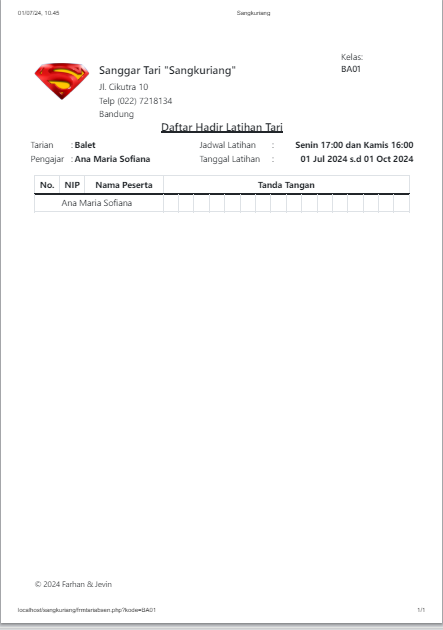 01/07/24, 10.45 Sangkuriang
Kelas:
BA01
Sanggar Tari "Sangkuriang"
Jl. Cikutra 10
Telp (022) 7218134
Bandung
Daftar Hadir Latihan Tari
Tarian : Balet Jadwal Latihan : Senin 17:00 dan Kamis 16:00
Pengajar : Ana Maria Sofiana Tanggal Latihan : 01 Jul 2024 s.d 01 Oct 2024
No. NIP Nama Peserta Tanda Tangan
Ana Maria Sofiana
© 2024 Farhan & Jevin
localhost/sangkuriang/frmtariabsen.php?kode=BA01 1/1